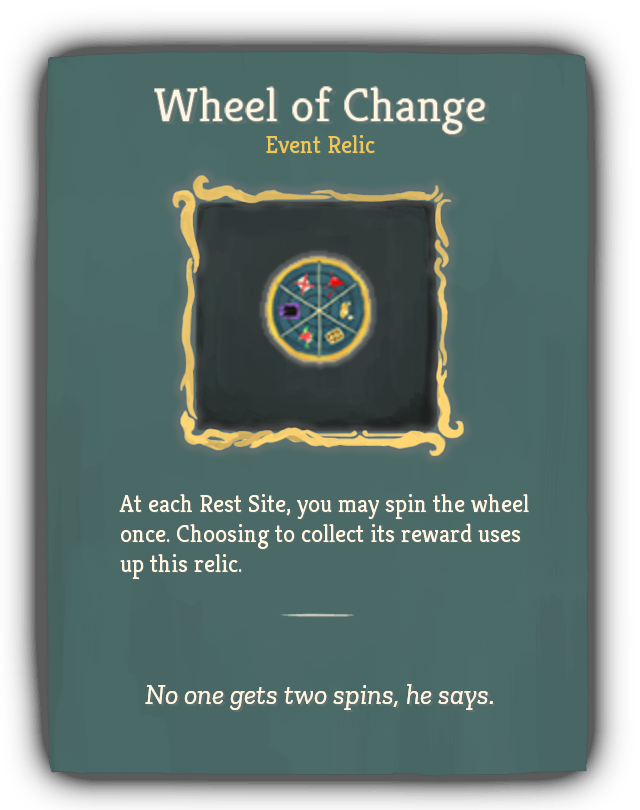 Wheel of Change
Event Relic
At each Rest Site, you may spin the wheel
once. Choosing to collect its reward uses
up this relic.
No one gets two spins, he says.